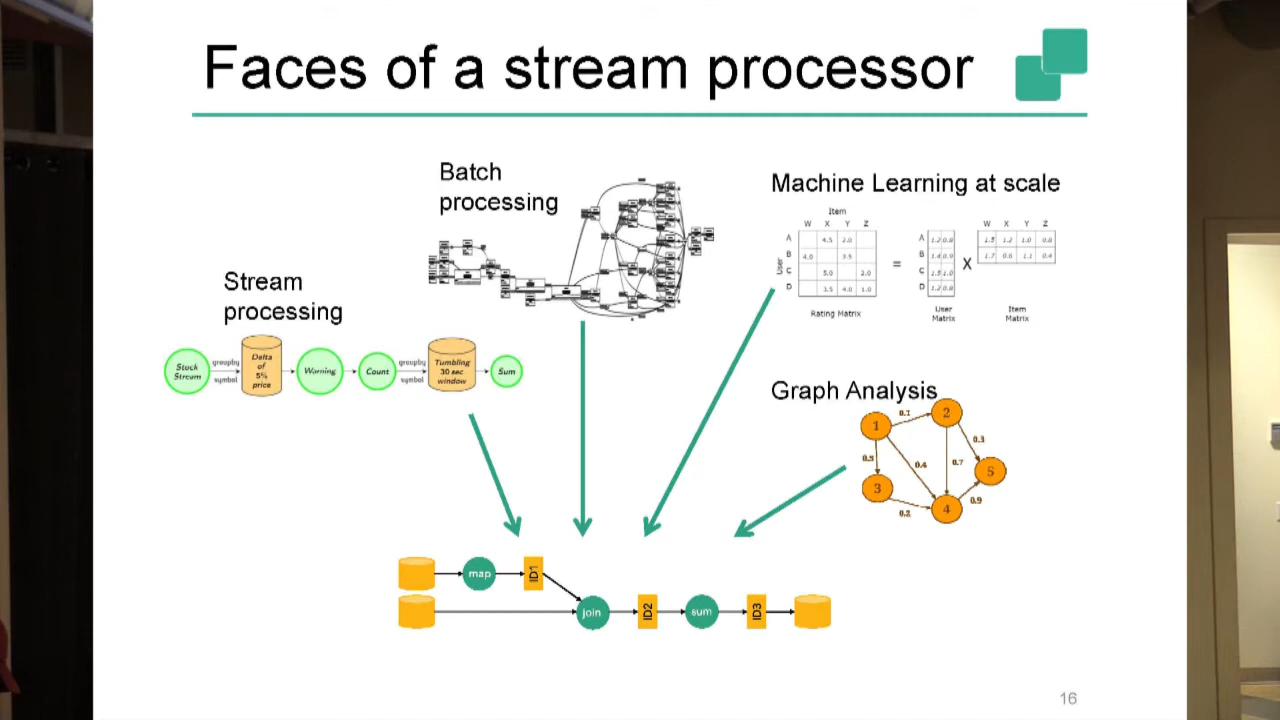 Faces of a stream processor
Batch
processing
Machine Learning at scale
Item
W X Y Z
User
A 4.5 2.0
B 4.0 3.5
C 5.0 2.0
D 3.5 4.0 1.0
Rating Matrix
=
A 1.2 0.8
B 1.4 0.9
C 1.5 1.0
D 1.2 0.8
User
Matrix
X
W X Y Z
1.5 1.2 1.0 0.8
1.7 0.6 1.1 0.4
Item
Matrix
Stream
processing
Stock
Stream
groupby
symbol
Delta
of
5%
price
Warning
Count
groupby
symbol
Tumbling
30 sec
window
Sum
Graph Analysis
1
2
3
4
5
0.1
0.3
0.4
0.7
0.2
0.9
map
ID1
join
ID2
sum
ID3
16